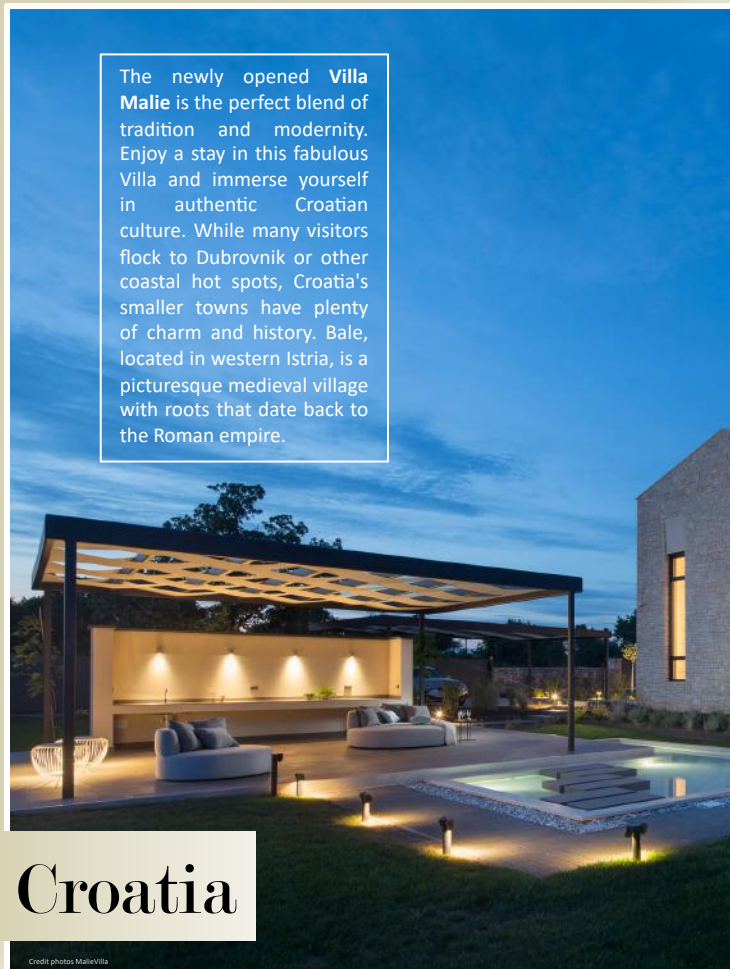 The newly opened Villa
Malie is the perfect blend of
tradition and modernity.
Enjoy a stay in this fabulous
Villa and immerse yourself
in authentic Croatian
culture. While many visitors
flock to Dubrovnik or other
coastal hot spots, Croatia's
smaller towns have plenty
of charm and history. Bale,
located in western Istria, is a
picturesque medieval village
with roots that date back to
the Roman empire.
Croatia
Credit photos MalieVilla